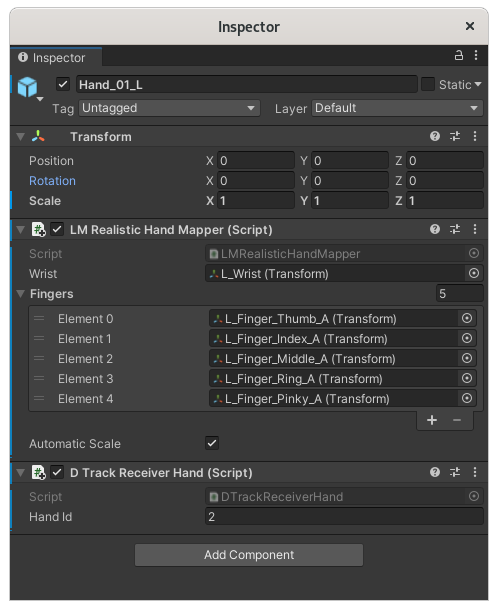 Inspector
Inspector
Hand_01_L Static
Tag Untagged Layer Default
Transform
Position X 0 Y 0 Z 0
Rotation X 0 Y 0 Z 0
Scale X 1 Y 1 Z 1
LM Realistic Hand Mapper (Script)
Script LMRealisticHandMapper
Wrist L_Wrist (Transform)
Fingers 5
Element 0 L_Finger_Thumb_A (Transform)
Element 1 L_Finger_Index_A (Transform)
Element 2 L_Finger_Middle_A (Transform)
Element 3 L_Finger_Ring_A (Transform)
Element 4 L_Finger_Pinky_A (Transform)
Automatic Scale
D Track Receiver Hand (Script)
Script DTrackReceiverHand
Hand Id 2
Add Component